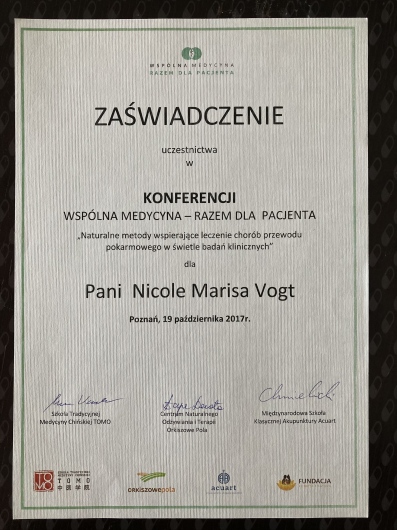 WSPÓLNA MEDYCYNA
RAZEM DLA PACJENTA
ZAŚWIADCZENIE
uczestnictwa
w
KONFERENCJI
WSPÓLNA MEDYCYNA – RAZEM DLA PACJENTA
„Naturalne metody wspierające leczenie chorób przewodu
pokarmowego w świetle badań klinicznych"
dla
Pani Nicole Marisa Vogt
Poznań, 19 października 2017r.
Szkoła Tradycyjnej
Medycyny Chińskiej TOMO
Centrum Naturalnego
Odżywiania i Terapii
Orkiszowe Pola
Międzynarodowa Szkoła
Klasycznej Akupunktury Acuart
TOMO
orkiszowepola
acuart
FUNDACJA